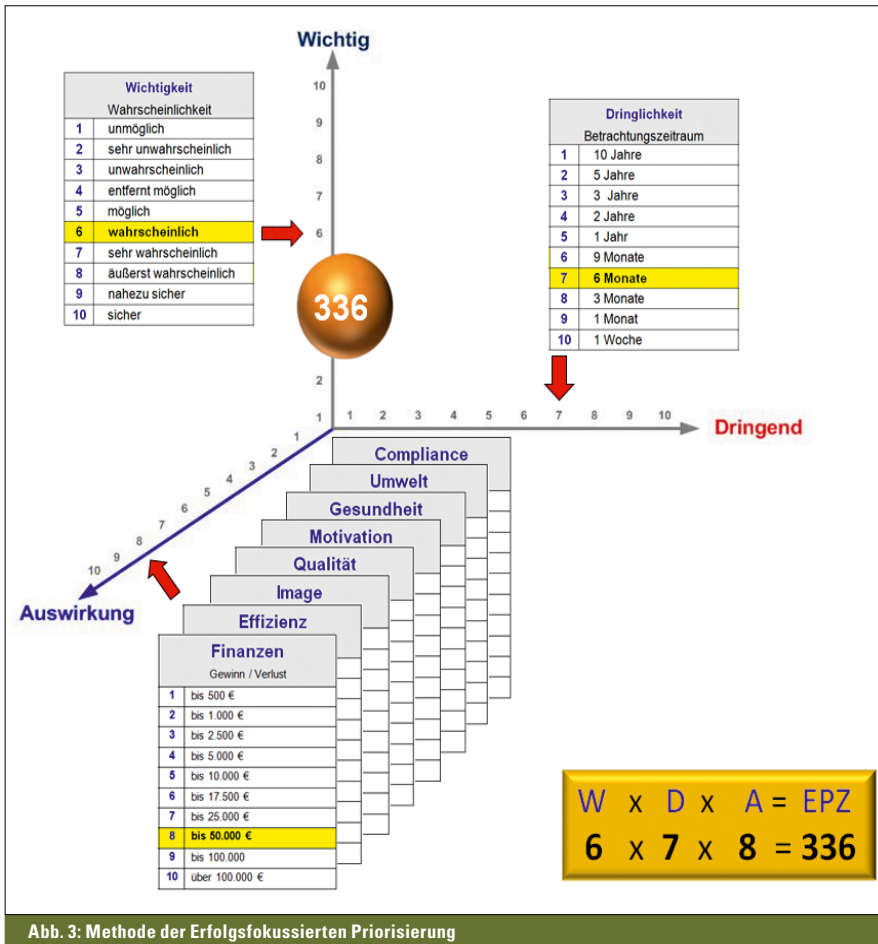 Wichtig
10
9
8
7
6
2
1
Wichtigkeit
Wahrscheinlichkeit
1 unmöglich
2 sehr unwahrscheinlich
3 unwahrscheinlich
4 entfernt möglich
5 möglich
6 wahrscheinlich
7 sehr wahrscheinlich
8 äußerst wahrscheinlich
9 nahezu sicher
10 sicher
Dringlichkeit
Betrachtungszeitraum
1 10 Jahre
2 5 Jahre
3 3 Jahre
4 2 Jahre
5 1 Jahr
6 9 Monate
7 6 Monate
8 3 Monate
9 1 Monat
10 1 Woche
336
1 2 3 4 5 6 7 8 9 10
Dringend
1 2 3 4 5 6 7 8 9 10
Auswirkung
Compliance
Umwelt
Gesundheit
Motivation
Qualität
Image
Effizienz
Finanzen
Gewinn / Verlust
1 bis 500 €
2 bis 1.000 €
3 bis 2.500 €
4 bis 5.000 €
5 bis 10.000 €
6 bis 17.500 €
7 bis 25.000 €
8 bis 50.000 €
9 bis 100.000
10 über 100.000 €
W x D x A = EPZ
6 x 7 x 8 = 336
Abb. 3: Methode der Erfolgsfokussierten Priorisierung